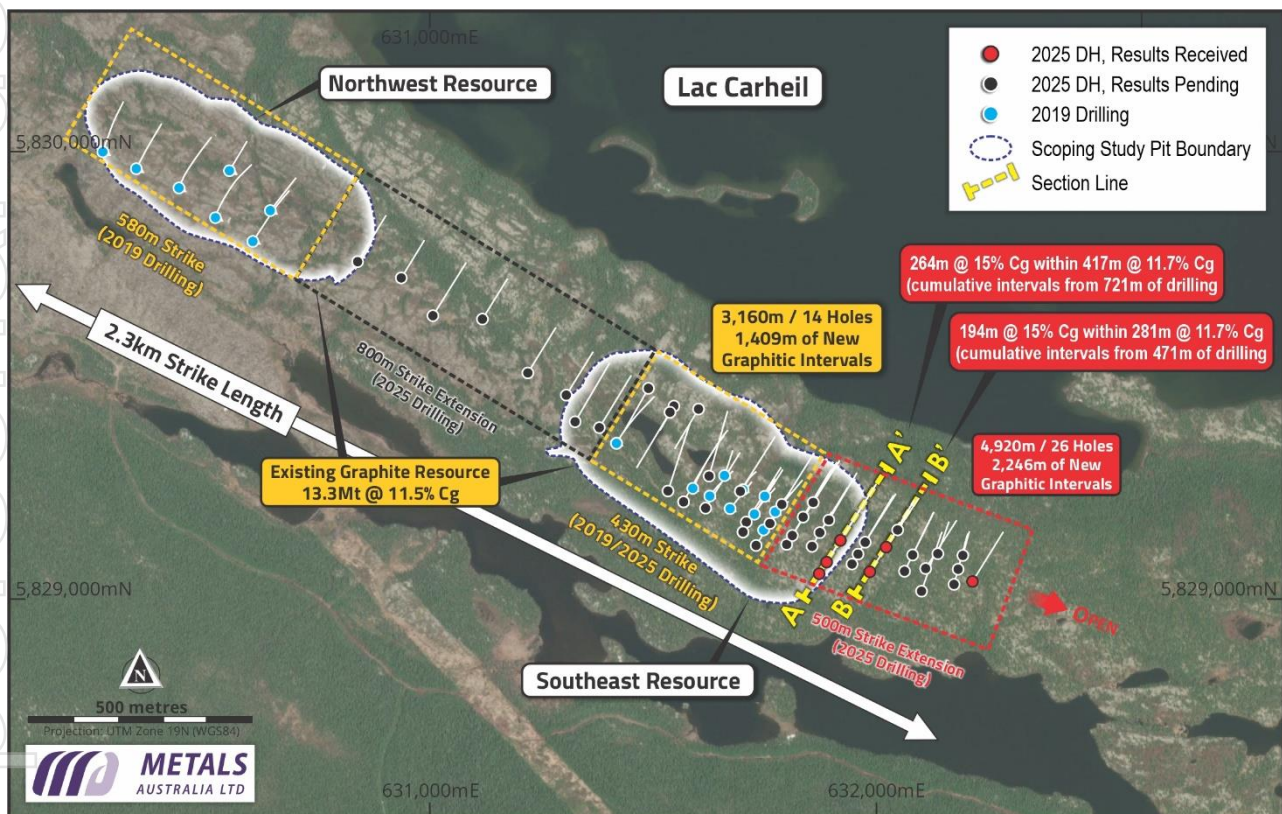 631,000mE
Northwest Resource
Lac Carheil
2025 DH, Results Received
2025 DH, Results Pending
2019 Drilling
Scoping Study Pit Boundary
Section Line
5,830,000mN
580m Strike
(2019 Drilling)
264m @ 15% Cg within 417m @ 11.7% Cg
(cumulative intervals from 721m of drilling
3,160m / 14 Holes
1,409m of New
Graphitic Intervals
194m @ 15% Cg within 281m @ 11.7% Cg
(cumulative intervals from 471m of drilling
2.3km Strike Length
800m Strike Extension
(2025 Drilling)
A'
B'
4,920m / 26 Holes
2,246m of New
Graphitic Intervals
Existing Graphite Resource
13.3Mt @ 11.5% Cg
430m Strike
(2019/2025 Drilling)
5,829,000mN
5,829,000mN
A
B
OPEN
500m Strike Extension
(2025 Drilling)
Southeast Resource
N
500 metres
Projection: UTM Zone 19N (WGS84)
METALS
AUSTRALIA LTD
631,000mE
632,000mE